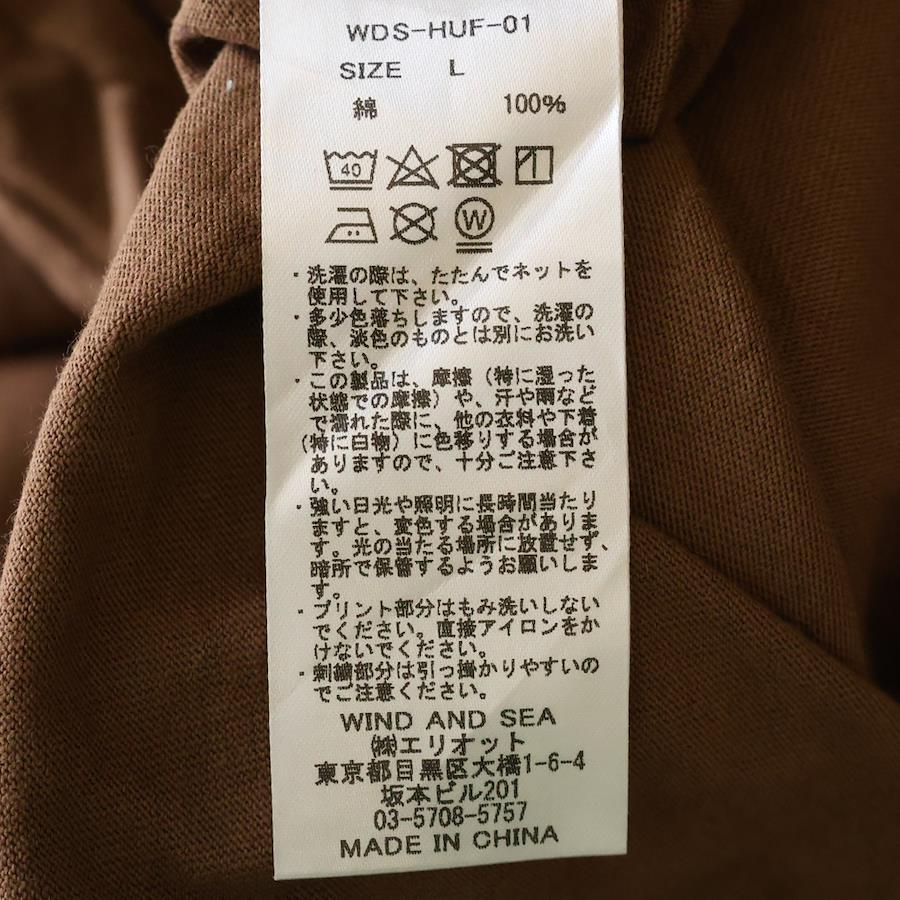 WDS-HUF-01
SIZE L
綿 100%
40
W
・洗濯の際は、たたんでネットを
使用して下さい。
・多少色落ちしますので、洗濯の
際、淡色のものとは別にお洗い
下さい。
・この製品は、摩擦（特に湿った
状態での摩擦）や、汗や雨など
で濡れた際に、他の衣料や下着
（特に白物）に色移りする場合が
ありますので、十分ご注意下さ
い。
・強い日光や照明に長時間当たり
ますと、変色する場合がありま
す。光の当たる場所に放置せず、
暗所で保管するようお願いしま
す。
・プリント部分はもみ洗いしない
でください。直接アイロンをか
けないでください。
・刺繍部分は引っ掛かりやすいの
でご注意ください。
WIND AND SEA
㈱エリオット
東京都目黒区大橋1-6-4
坂本ビル201
03-5708-5757
MADE IN CHINA